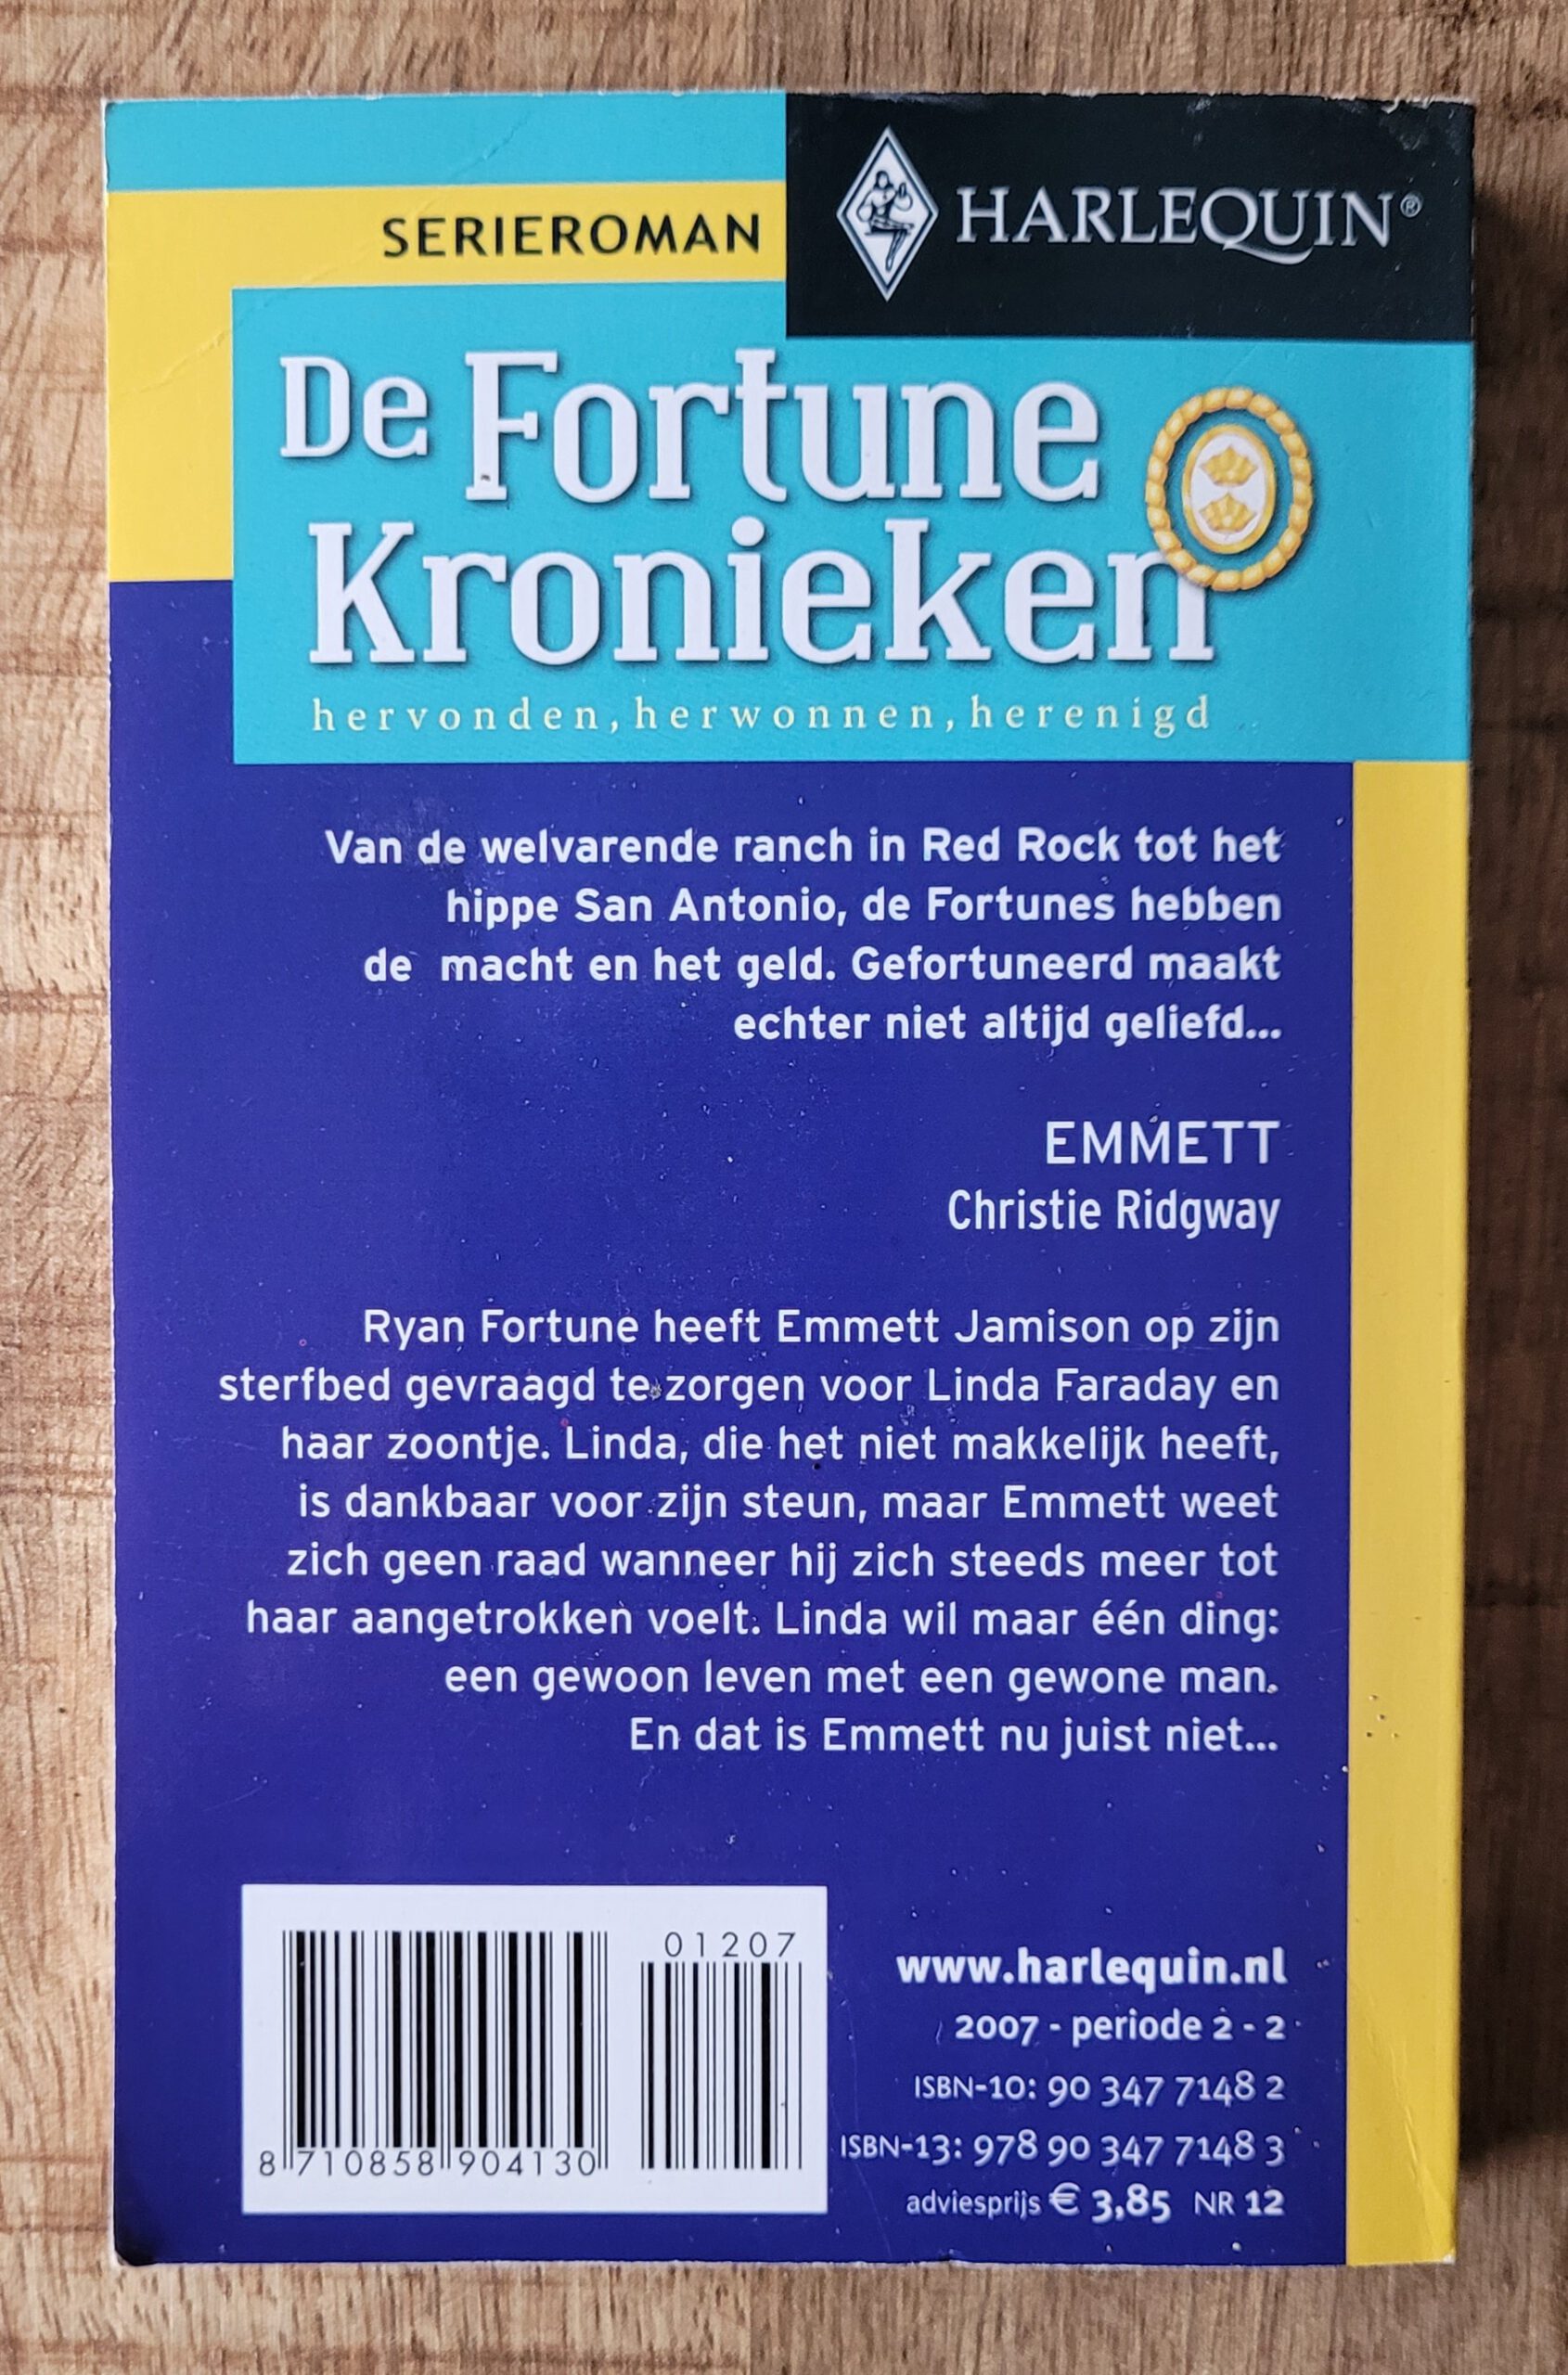 SERIEROMAN
HARLEQUIN®
De Fortune
Kronieken
hervonden, herwonnen, herenigd
Van de welvarende ranch in Red Rock tot het
hippe San Antonio, de Fortunes hebben
de macht en het geld. Gefortuneerd maakt
echter niet altijd geliefd...
EMMETT
Christie Ridgway
Ryan Fortune heeft Emmett Jamison op zijn
sterfbed gevraagd te zorgen voor Linda Faraday en
haar zoontje. Linda, die het niet makkelijk heeft,
is dankbaar voor zijn steun, maar Emmett weet
zich geen raad wanneer hij zich steeds meer tot
haar aangetrokken voelt. Linda wil maar één ding:
een gewoon leven met een gewone man.
En dat is Emmett nu juist niet...
01207
8 710858 904130
www.harlequin.nl
2007 - periode 2 - 2
ISBN-10: 90 347 7148 2
ISBN-13: 978 90 347 7148 3
adviesprijs € 3,85 NR 12